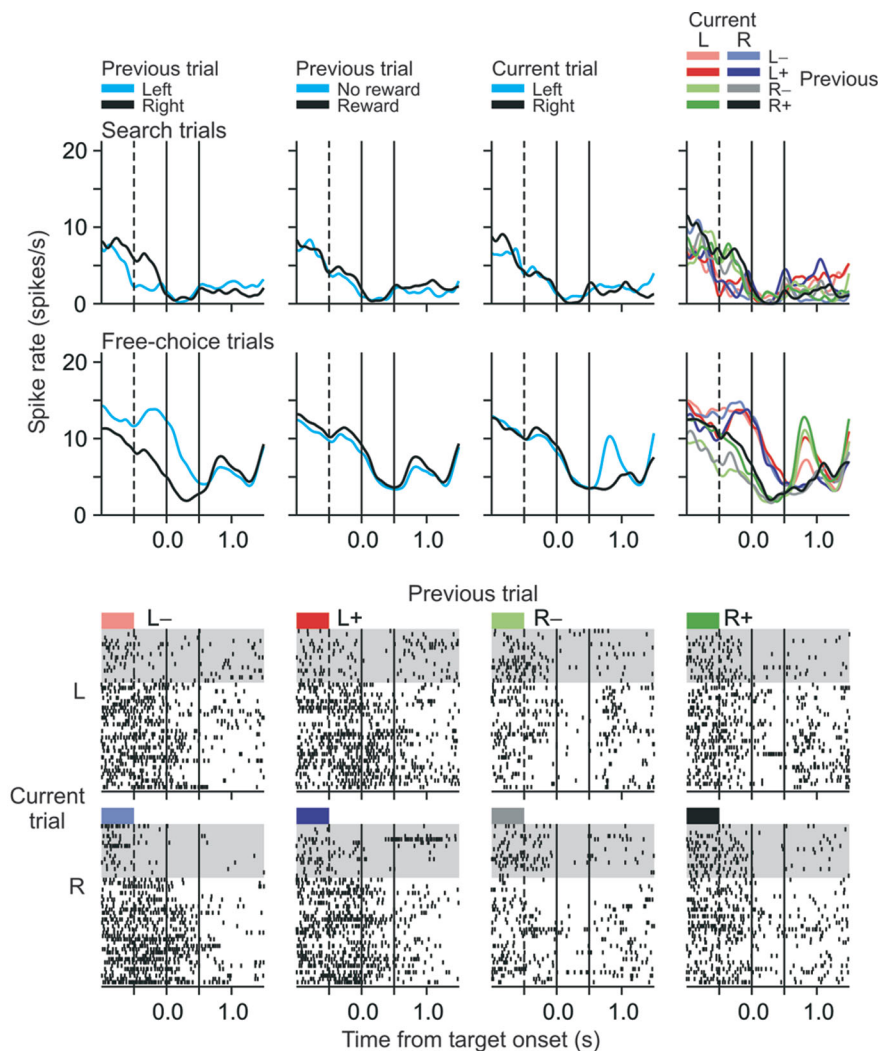 Current
L R
L–
L+
R–
R+
Previous
Previous trial
Left
Right
Previous trial
No reward
Reward
Current trial
Left
Right
Search trials
20
10
0
Free-choice trials
20
10
0
Spike rate (spikes/s)
0.0 1.0 0.0 1.0 0.0 1.0 0.0 1.0
Previous trial
L– L+ R– R+
L
Current
trial
R
0.0 1.0 0.0 1.0 0.0 1.0 0.0 1.0
Time from target onset (s)